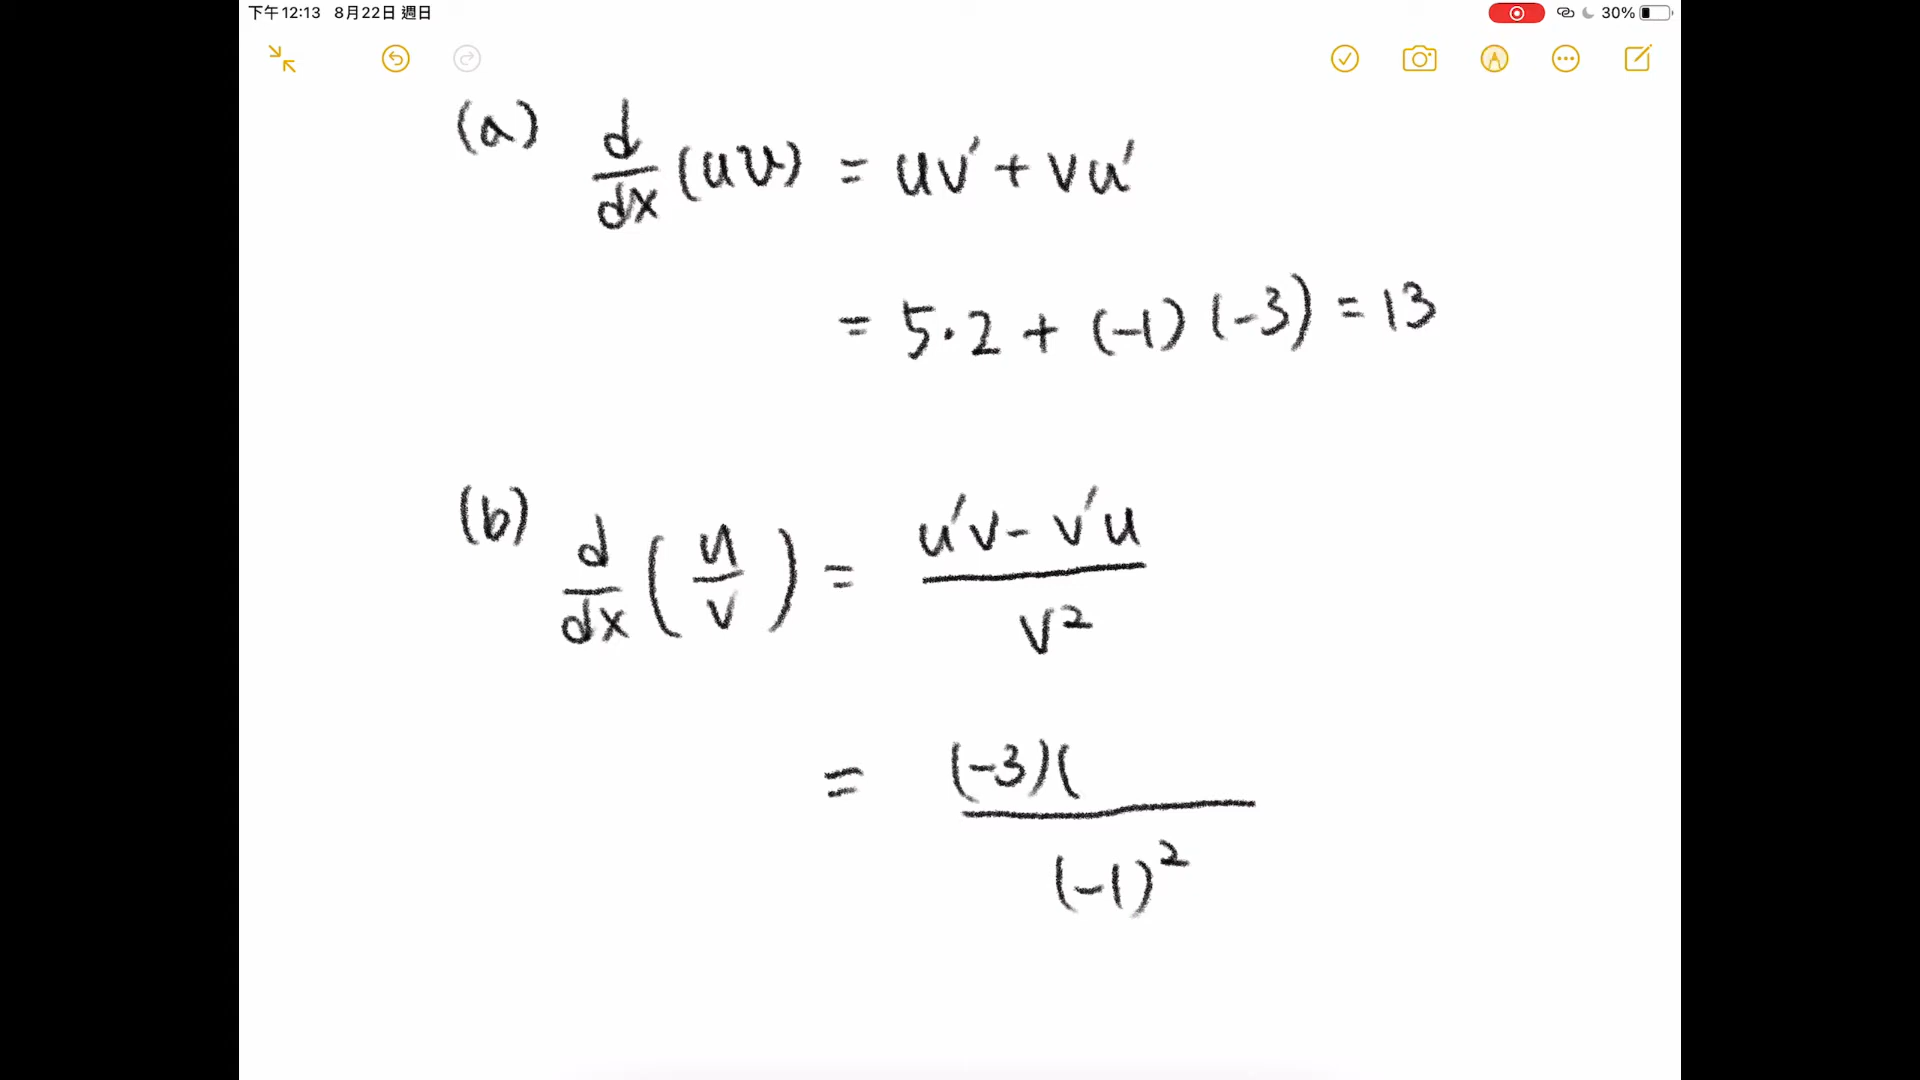 下午12:13 8月22日 週日 30%
(a) d/dx (uv) = uv' + vu'
= 5·2 + (-1)(-3) = 13
(b) d/dx (u/v) = u'v - v'u / v²
= (-3)( / (-1)²